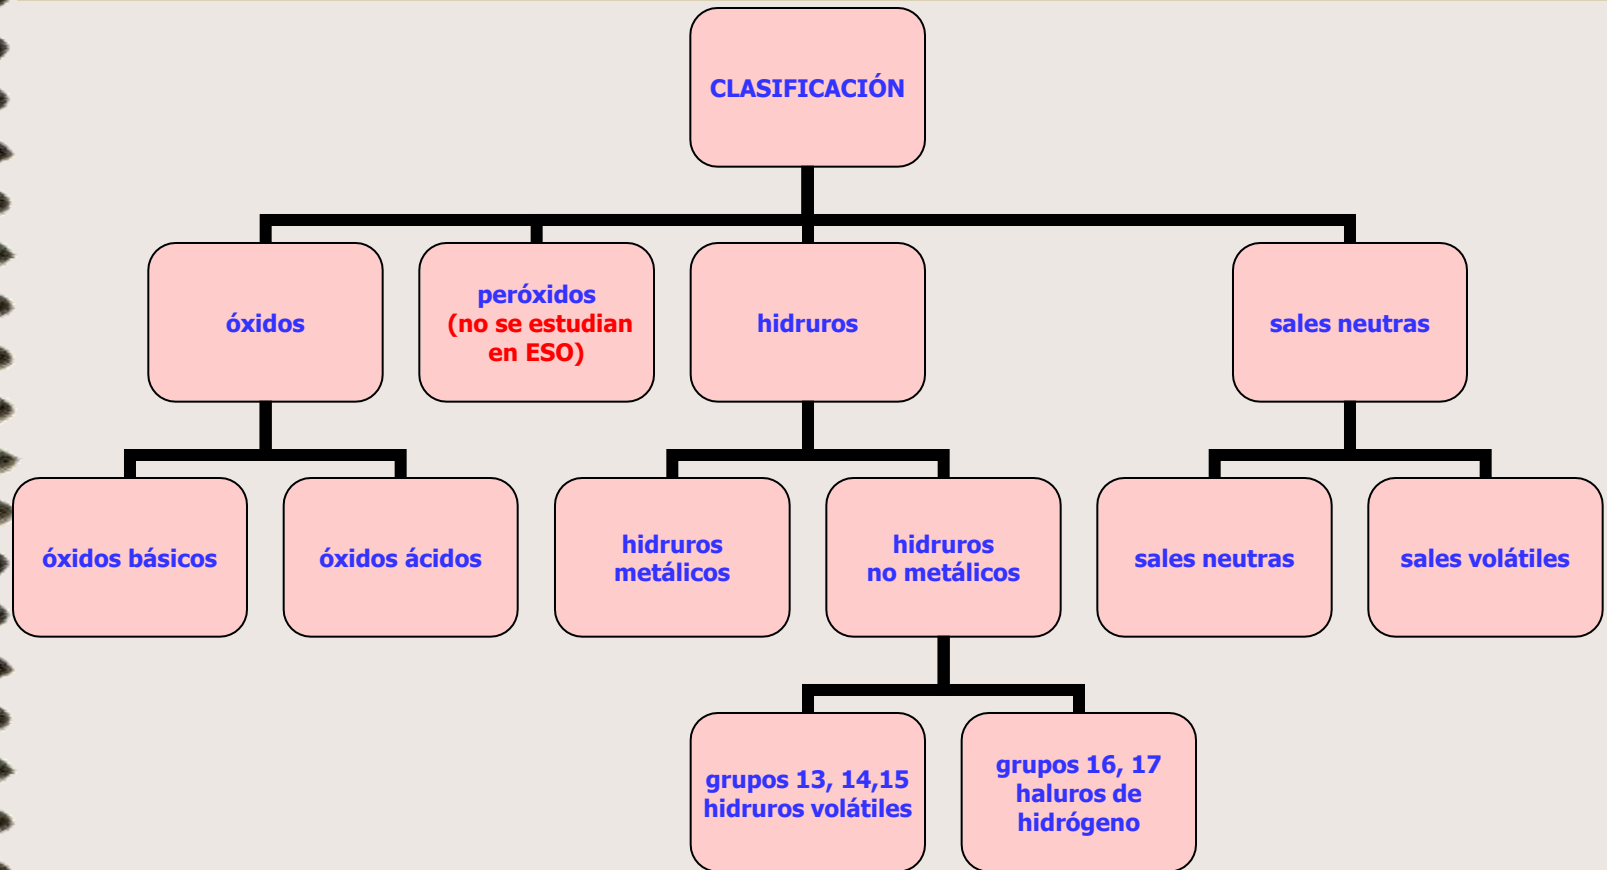 CLASIFICACIÓN
óxidos
peróxidos
(no se estudian
en ESO)
hidruros
sales neutras
óxidos básicos
óxidos ácidos
hidruros
metálicos
hidruros
no metálicos
sales neutras
sales volátiles
grupos 13, 14,15
hidruros volátiles
grupos 16, 17
haluros de
hidrógeno